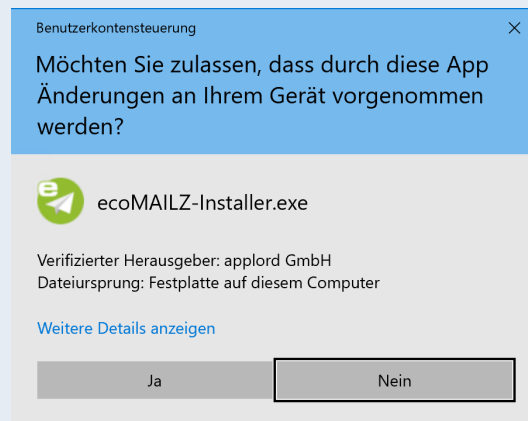 Benutzerkontensteuerung
Möchten Sie zulassen, dass durch diese App
Änderungen an Ihrem Gerät vorgenommen
werden?
e
ecoMAILZ-Installer.exe
Verifizierter Herausgeber: applord GmbH
Dateiursprung: Festplatte auf diesem Computer
Weitere Details anzeigen
Ja
Nein